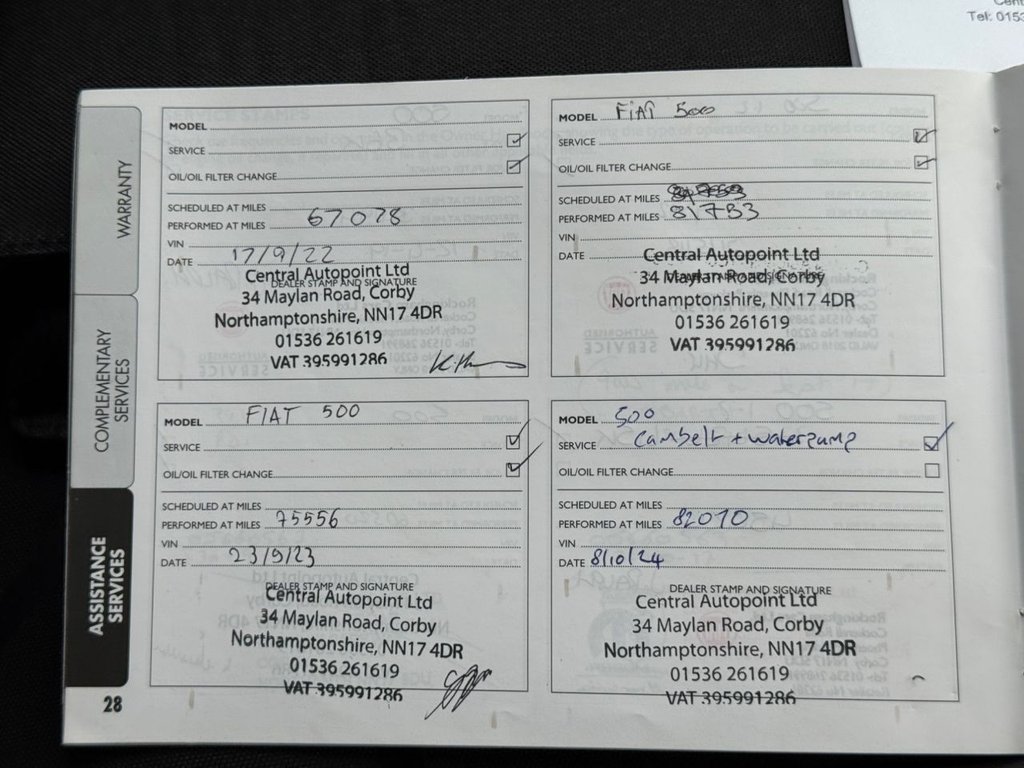 Cent
Tel: 0153
WARRANTY
COMPLEMENTARY
SERVICES
ASSISTANCE
SERVICES
28
MODEL
SERVICE
OIL/OIL FILTER CHANGE
SCHEDULED AT MILES
PERFORMED AT MILES 67078
VIN
DATE 17/9/22
DEALER STAMP AND SIGNATURE
Central Autopoint Ltd
34 Maylan Road, Corby
Northamptonshire, NN17 4DR
01536 261619
VAT 395991286
MODEL FIAT 500
SERVICE
OIL/OIL FILTER CHANGE
SCHEDULED AT MILES
PERFORMED AT MILES 81783
VIN
DATE
Central Autopoint Ltd
34 Maylan Road, Corby
Northamptonshire, NN17 4DR
01536 261619
VAT 395991286
MODEL FIAT 500
SERVICE
OIL/OIL FILTER CHANGE
SCHEDULED AT MILES
PERFORMED AT MILES 75556
VIN
DATE 23/9/23
DEALER STAMP AND SIGNATURE
Central Autopoint Ltd
34 Maylan Road, Corby
Northamptonshire, NN17 4DR
01536 261619
VAT 395991286
MODEL 500
SERVICE Cambelt + waterpump
OIL/OIL FILTER CHANGE
SCHEDULED AT MILES
PERFORMED AT MILES 82010
VIN
DATE 8/10/24
DEALER STAMP AND SIGNATURE
Central Autopoint Ltd
34 Maylan Road, Corby
Northamptonshire, NN17 4DR
01536 261619
VAT 395991286